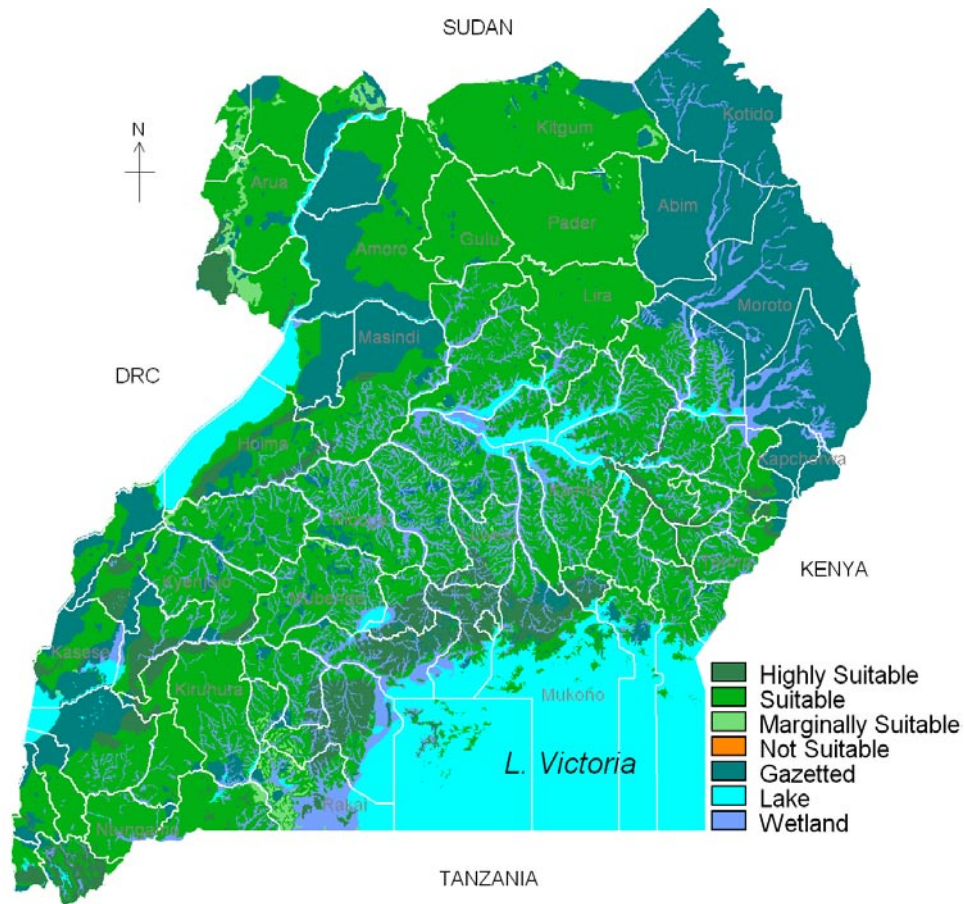 SUDAN
Kotido
Kitgum
N
Arua
Abim
Pader
Amoro
Gulu
Lira
Moroto
Masindi
DRC
Hoima
Kapchorwa
Kyenjojo
Mubende
KENYA
Kasese
Kiruhura
Mukono
L. Victoria
Rakai
Ntungamo
TANZANIA
Highly Suitable
Suitable
Marginally Suitable
Not Suitable
Gazetted
Lake
Wetland